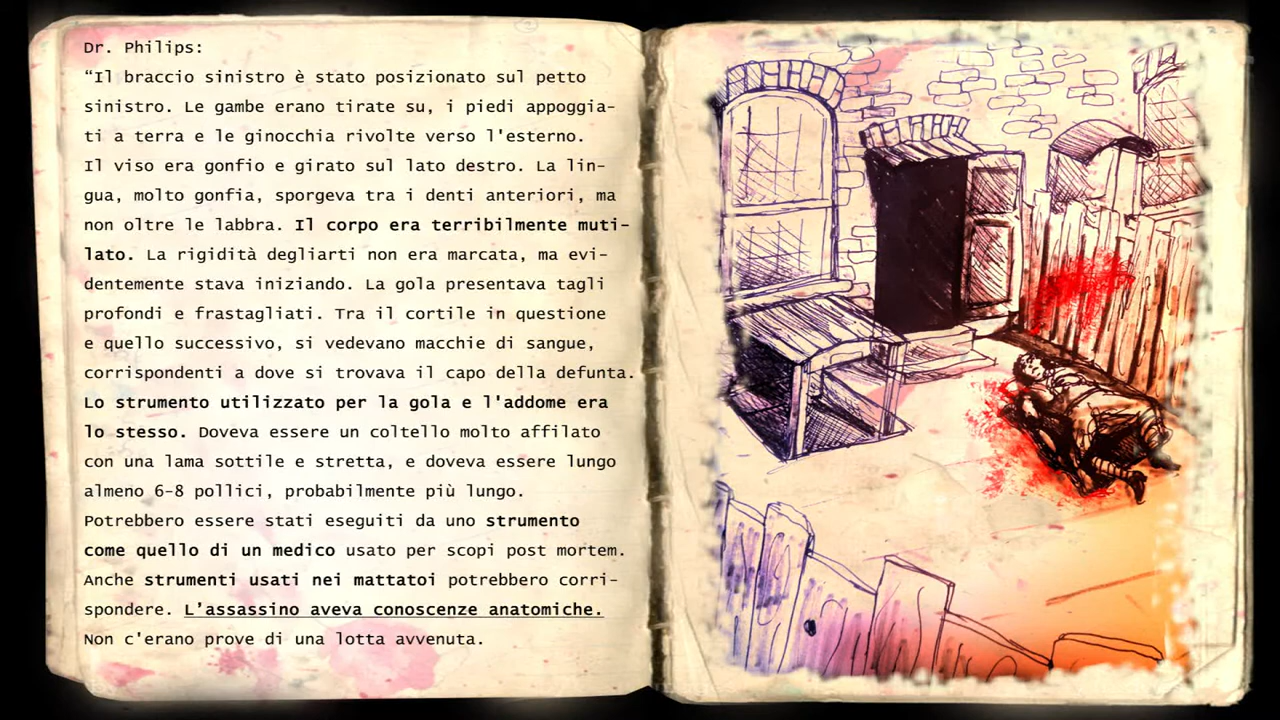 Dr. Philips:
“Il braccio sinistro è stato posizionato sul petto
sinistro. Le gambe erano tirate su, i piedi appoggia-
ti a terra e le ginocchia rivolte verso l'esterno.
Il viso era gonfio e girato sul lato destro. La lin-
gua, molto gonfia, sporgeva tra i denti anteriori, ma
non oltre le labbra. Il corpo era terribilmente muti-
lato. La rigidità degliarti non era marcata, ma evi-
dentemente stava iniziando. La gola presentava tagli
profondi e frastagliati. Tra il cortile in questione
e quello successivo, si vedevano macchie di sangue,
corrispondenti a dove si trovava il capo della defunta.
Lo strumento utilizzato per la gola e l'addome era
lo stesso. Doveva essere un coltello molto affilato
con una lama sottile e stretta, e doveva essere lungo
almeno 6-8 pollici, probabilmente più lungo.
Potrebbero essere stati eseguiti da uno strumento
come quello di un medico usato per scopi post mortem.
Anche strumenti usati nei mattatoi potrebbero corri-
spondere. L’assassino aveva conoscenze anatomiche.
Non c'erano prove di una lotta avvenuta.